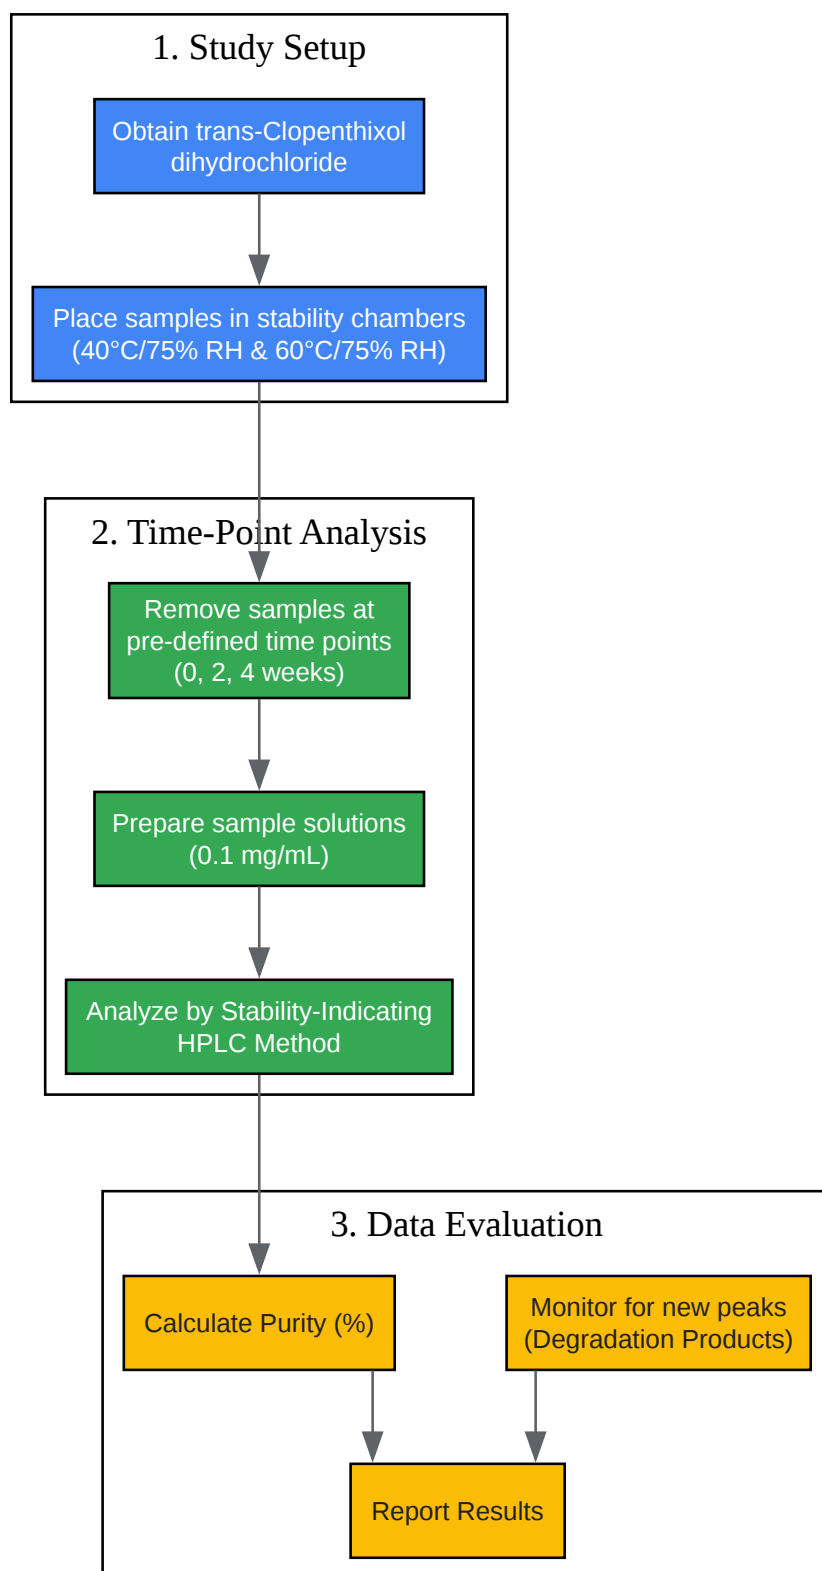 1. Study Setup
Obtain trans-Clopenthixol
dihydrochloride
Place samples in stability chambers
(40°C/75% RH & 60°C/75% RH)
2. Time-Point Analysis
Remove samples at
pre-defined time points
(0, 2, 4 weeks)
Prepare sample solutions
(0.1 mg/mL)
Analyze by Stability-Indicating
HPLC Method
3. Data Evaluation
Calculate Purity (%)
Monitor for new peaks
(Degradation Products)
Report Results